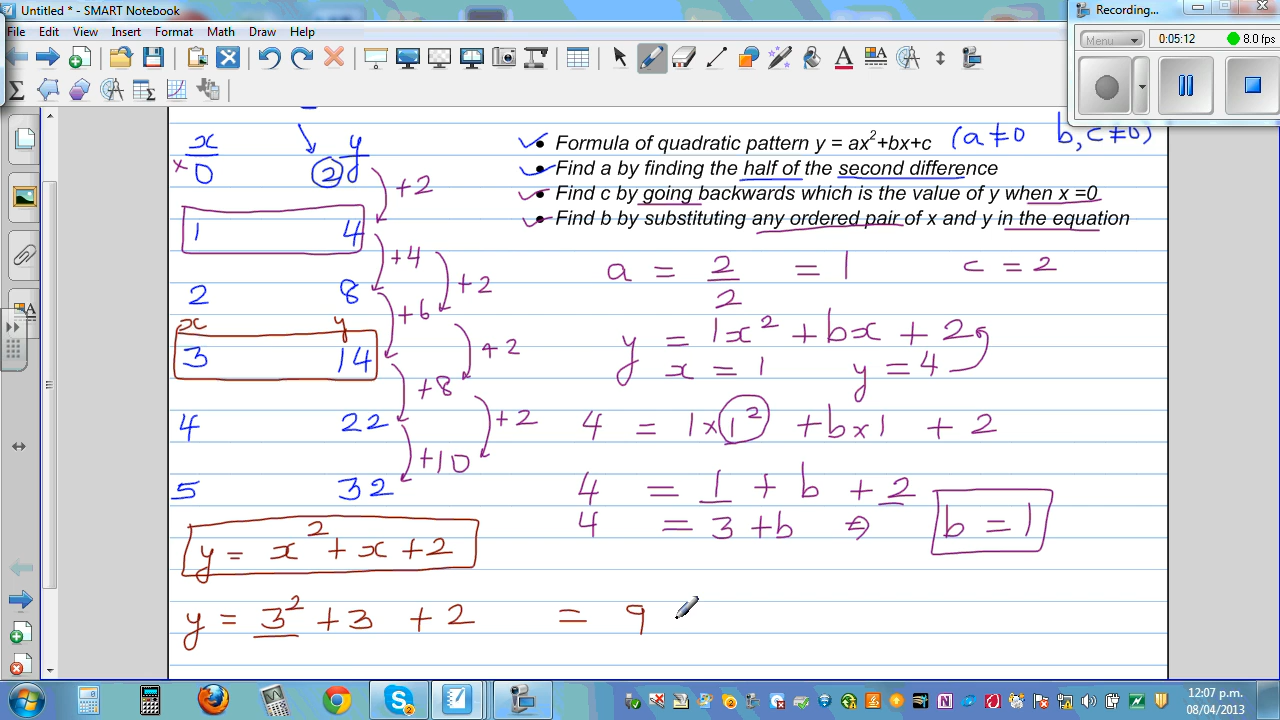 Untitled * - SMART Notebook
Recording...
File Edit View Insert Format Math Draw Help
Menu 0:05:12 8.0 fps
x y
× 0 2
+2
1 4
+4
+2
2 8
+6
x y
3 14
+2
+8
4 22
+2
+10
5 32
y = x² + x + 2
y = 3² + 3 + 2 = 9
• Formula of quadratic pattern y = ax²+bx+c (a≠0 b,c≠0)
• Find a by finding the half of the second difference
• Find c by going backwards which is the value of y when x =0
• Find b by substituting any ordered pair of x and y in the equation
a = 2/2 = 1 c = 2
y = 1x² + bx + 2
x = 1 y = 4
4 = 1×1² + b×1 + 2
4 = 1 + b + 2
4 = 3 + b ⇒ b = 1
12:07 p.m.
08/04/2013